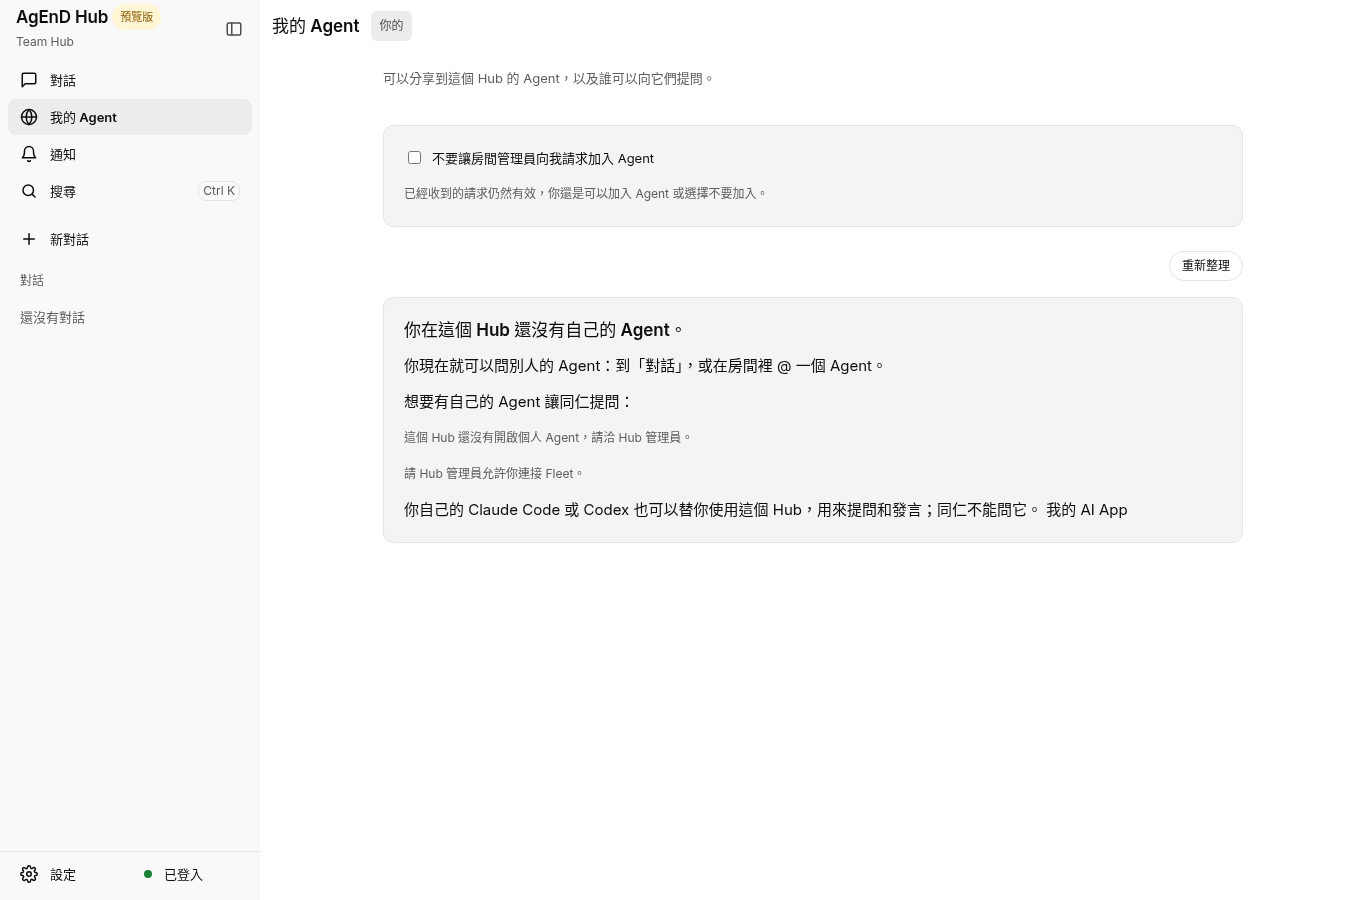 AgEnD Hub 預覽版
Team Hub
對話
我的 Agent
通知
搜尋 Ctrl K
新對話
對話
還沒有對話
設定
已登入
我的 Agent 你的
可以分享到這個 Hub 的 Agent，以及誰可以向它們提問。
不要讓房間管理員向我請求加入 Agent
已經收到的請求仍然有效，你還是可以加入 Agent 或選擇不要加入。
重新整理
你在這個 Hub 還沒有自己的 Agent。
你現在就可以問別人的 Agent：到「對話」，或在房間裡 @ 一個 Agent。
想要有自己的 Agent 讓同仁提問：
這個 Hub 還沒有開啟個人 Agent，請洽 Hub 管理員。
請 Hub 管理員允許你連接 Fleet。
你自己的 Claude Code 或 Codex 也可以替你使用這個 Hub，用來提問和發言；同仁不能問它。 我的 AI App